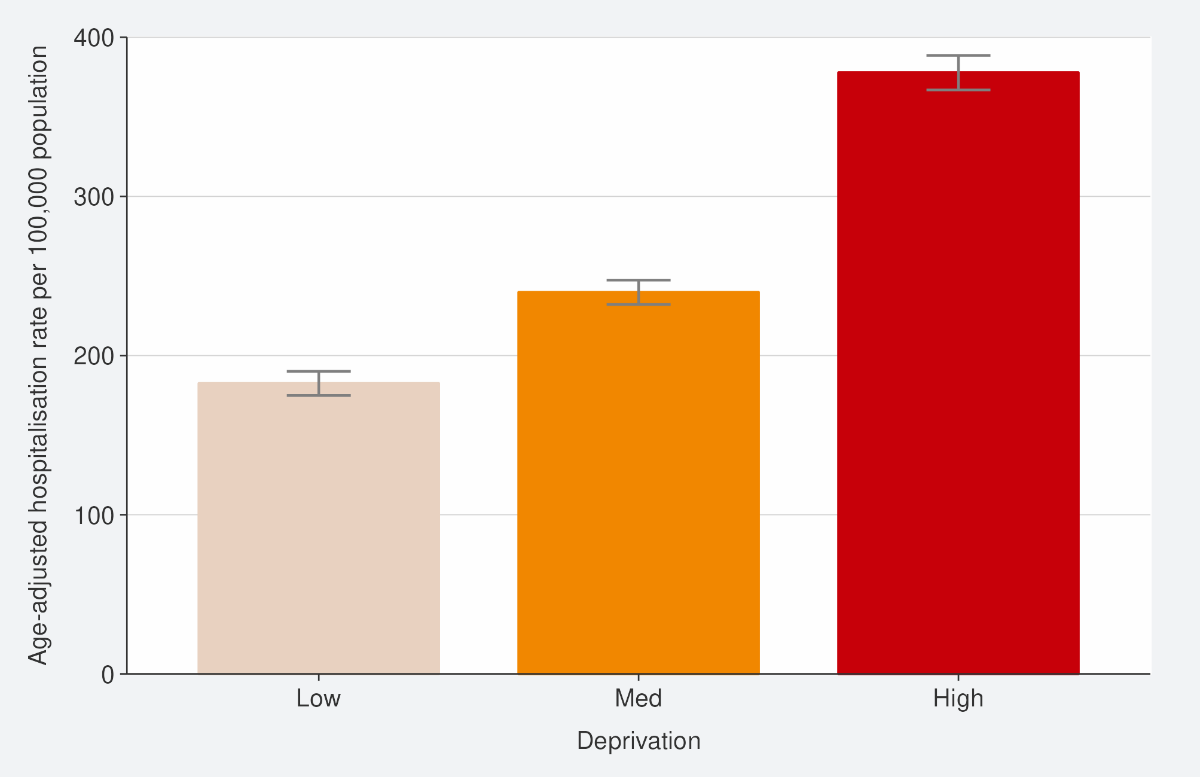 Age-adjusted hospitalisation rate per 100,000 population
400
300
200
100
0
Low
Med
High
Deprivation